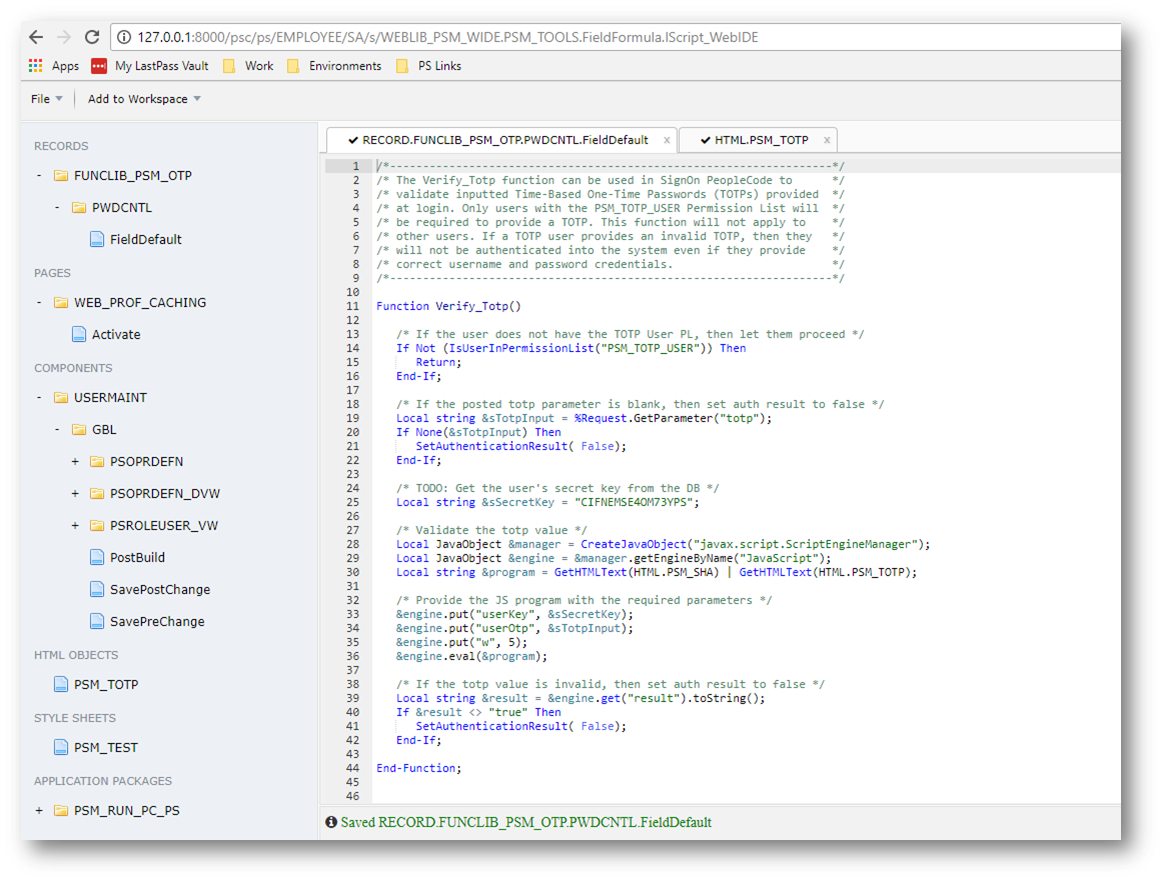 127.0.0.1:8000/psc/ps/EMPLOYEE/SA/s/WEBLIB_PSM_WIDE.PSM_TOOLS.FieldFormula.IScript_WebIDE
Apps My LastPass Vault Work Environments PS Links
File Add to Workspace
RECORDS
- FUNCLIB_PSM_OTP
- PWDCNTL
FieldDefault
PAGES
- WEB_PROF_CACHING
Activate
COMPONENTS
- USERMAINT
- GBL
+ PSOPRDEFN
+ PSOPRDEFN_DVW
+ PSROLEUSER_VW
PostBuild
SavePostChange
SavePreChange
HTML OBJECTS
PSM_TOTP
STYLE SHEETS
PSM_TEST
APPLICATION PACKAGES
+ PSM_RUN_PC_PS
✔ RECORD.FUNCLIB_PSM_OTP.PWDCNTL.FieldDefault x ✔ HTML.PSM_TOTP x
1 /*-------------------------------------------------------------------*/
2 /* The Verify_Totp function can be used in SignOn PeopleCode to */
3 /* validate inputted Time-Based One-Time Passwords (TOTPs) provided */
4 /* at login. Only users with the PSM_TOTP_USER Permission List will */
5 /* be required to provide a TOTP. This function will not apply to */
6 /* other users. If a TOTP user provides an invalid TOTP, then they */
7 /* will not be authenticated into the system even if they provide */
8 /* correct username and password credentials. */
9 /*-------------------------------------------------------------------*/
10
11 Function Verify_Totp()
12
13 /* If the user does not have the TOTP User PL, then let them proceed */
14 If Not (IsUserInPermissionList("PSM_TOTP_USER")) Then
15 Return;
16 End-If;
17
18 /* If the posted totp parameter is blank, then set auth result to false */
19 Local string &sTotpInput = %Request.GetParameter("totp");
20 If None(&sTotpInput) Then
21 SetAuthenticationResult( False);
22 End-If;
23
24 /* TODO: Get the user's secret key from the DB */
25 Local string &sSecretKey = "CIFNEMSE4OM73YPS";
26
27 /* Validate the totp value */
28 Local JavaObject &manager = CreateJavaObject("javax.script.ScriptEngineManager");
29 Local JavaObject &engine = &manager.getEngineByName("JavaScript");
30 Local string &program = GetHTMLText(HTML.PSM_SHA) | GetHTMLText(HTML.PSM_TOTP);
31
32 /* Provide the JS program with the required parameters */
33 &engine.put("userKey", &sSecretKey);
34 &engine.put("userOtp", &sTotpInput);
35 &engine.put("w", 5);
36 &engine.eval(&program);
37
38 /* If the totp value is invalid, then set auth result to false */
39 Local string &result = &engine.get("result").toString();
40 If &result <> "true" Then
41 SetAuthenticationResult( False);
42 End-If;
43
44 End-Function;
45
46
Saved RECORD.FUNCLIB_PSM_OTP.PWDCNTL.FieldDefault